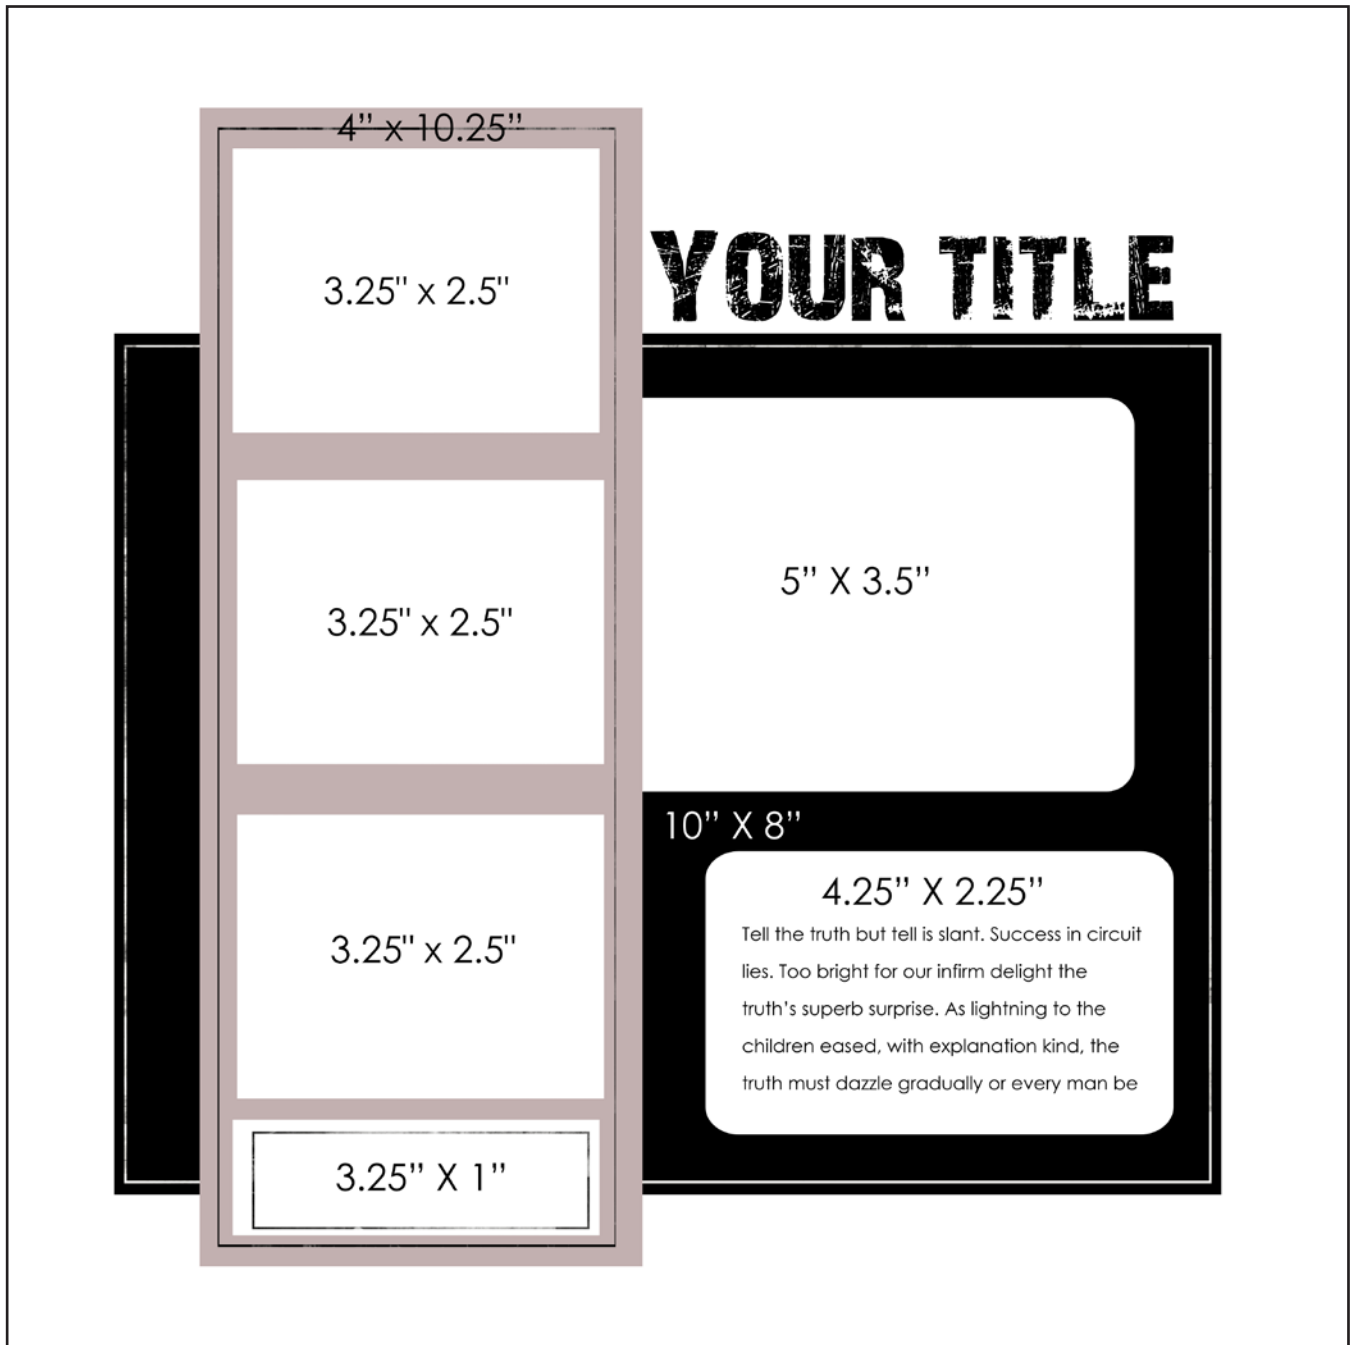 4” x 10.25”
3.25" x 2.5"
YOUR TITLE
3.25" x 2.5"
5” X 3.5”
10” X 8”
4.25” X 2.25”
Tell the truth but tell is slant. Success in circuit
lies. Too bright for our infirm delight the
truth’s superb surprise. As lightning to the
children eased, with explanation kind, the
truth must dazzle gradually or every man be
3.25" x 2.5"
3.25” X 1”